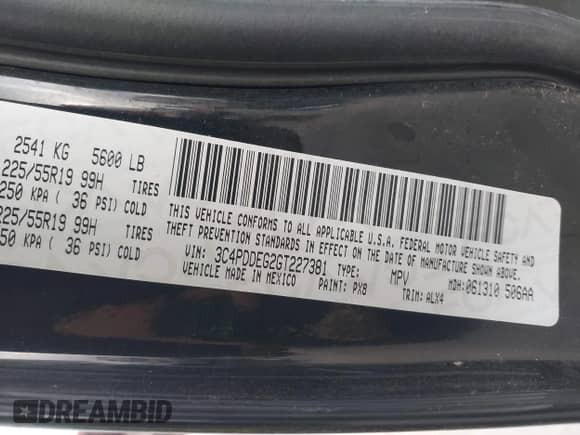 2541 KG 5600 LB
225/55R19 99H TIRES
250 KPA ( 36 PSI) COLD
225/55R19 99H TIRES
50 KPA ( 36 PSI) COLD
THIS VEHICLE CONFORMS TO ALL APPLICABLE U.S.A. FEDERAL MOTOR VEHICLE SAFETY AND
THEFT PREVENTION STANDARDS IN EFFECT ON THE DATE OF MANUFACTURE SHOWN ABOVE.
VIN: 3C4PDDEG2GT227381 TYPE: MPV MDH: 061310 506AA
VEHICLE MADE IN MEXICO PAINT: PX8 TRIM: ALX4
DREAMBID